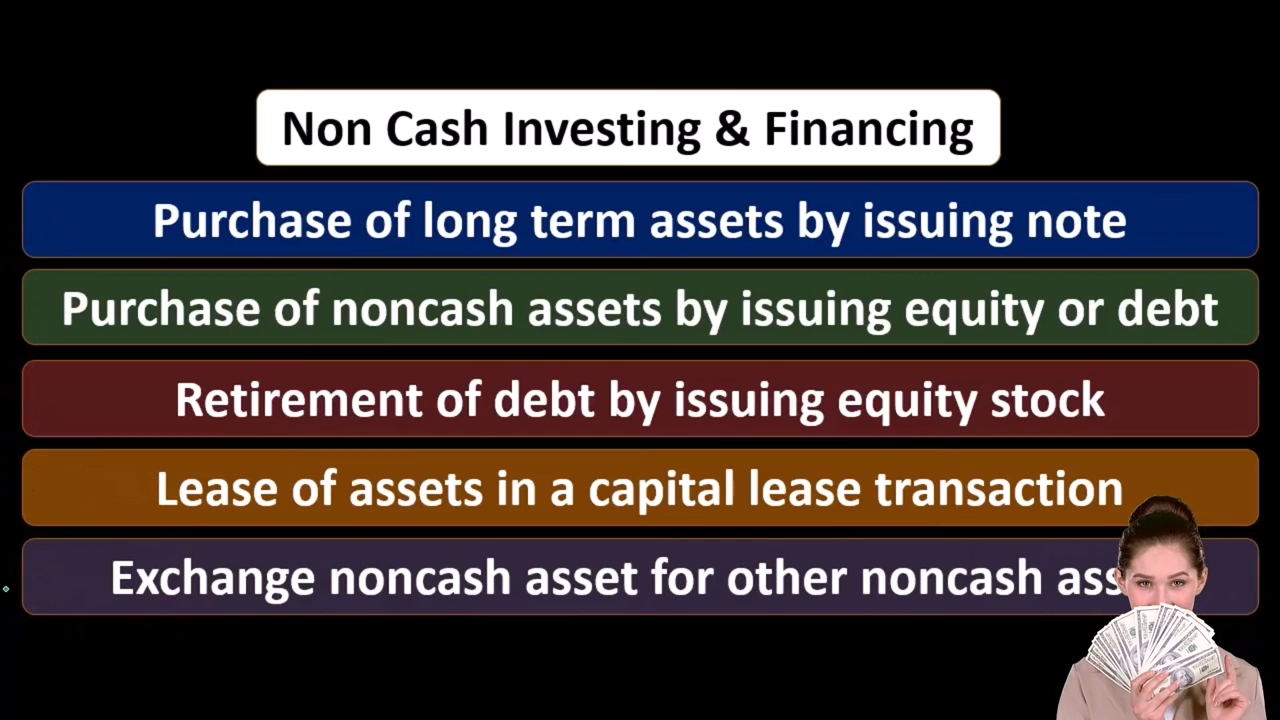 Non Cash Investing & Financing
Purchase of long term assets by issuing note
Purchase of noncash assets by issuing equity or debt
Retirement of debt by issuing equity stock
Lease of assets in a capital lease transaction
Exchange noncash asset for other noncash